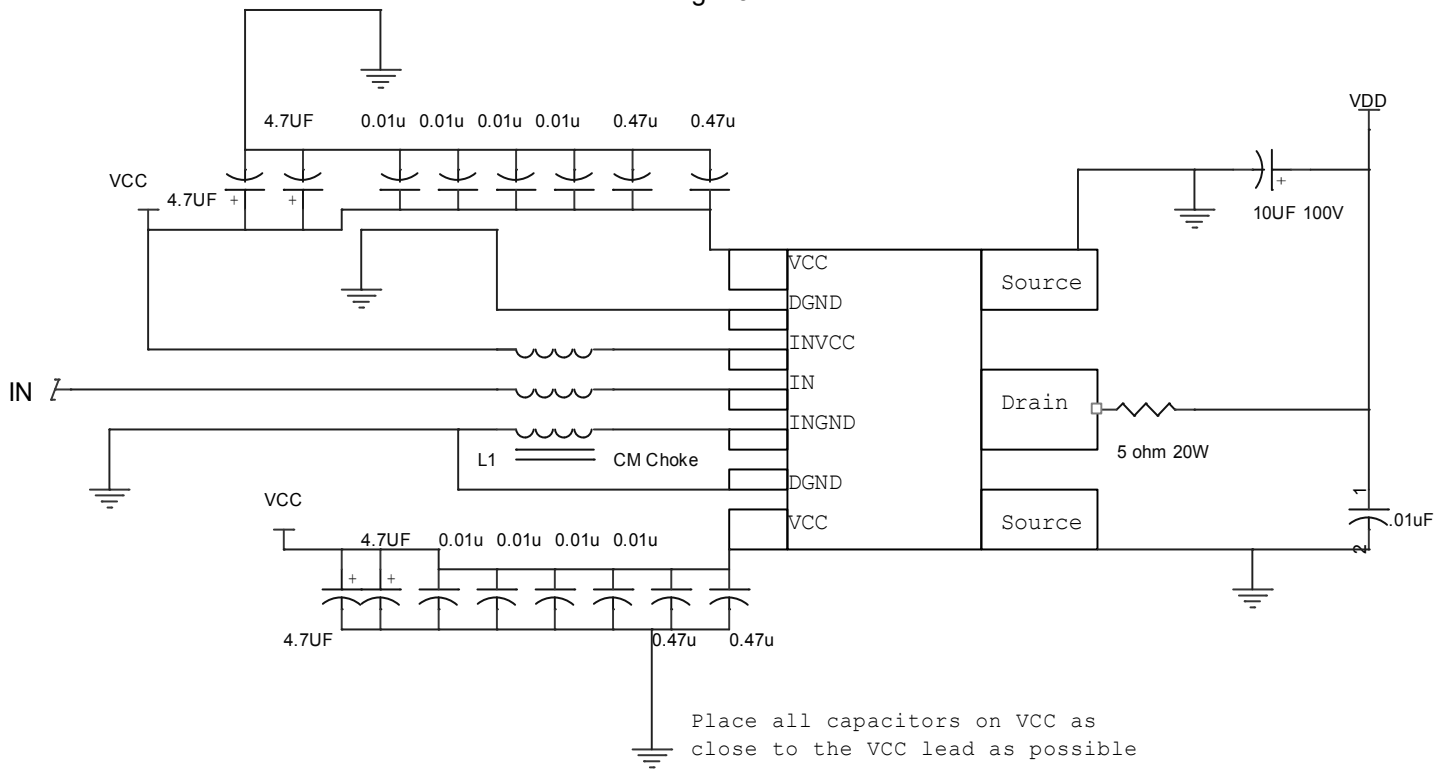 VDD
4.7UF 0.01u 0.01u 0.01u 0.01u 0.47u 0.47u
VCC
4.7UF + +
+
10UF 100V
VCC
DGND
INVCC
IN
INGND
DGND
VCC
Source
Drain
Source
IN
5 ohm 20W
L1
CM Choke
1
.01uF
2
VCC
4.7UF 0.01u 0.01u 0.01u 0.01u
+ +
4.7UF
0.47u 0.47u
Place all capacitors on VCC as
close to the VCC lead as possible